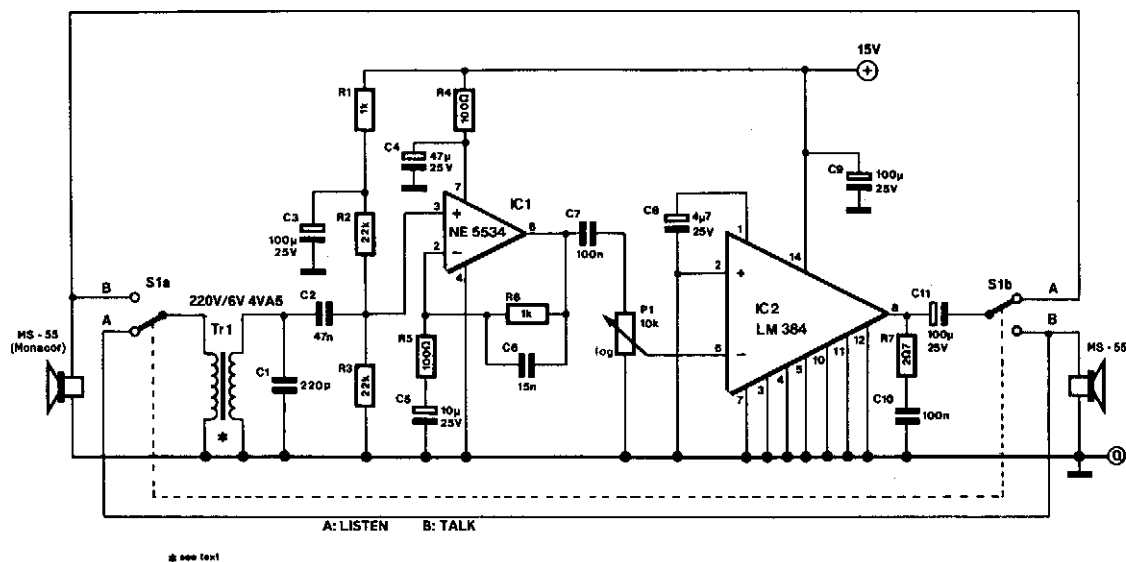 15V
+
R1
1k
R4
100Ω
C4
47µ
25V
C9
100µ
25V
7
IC1
3
+
NE 5534
6
2
−
4
C3
100µ
25V
R2
22k
C7
100n
C8
4µ7
25V
1
14
2
+
IC2
LM 384
8
C11
100µ
25V
S1b
A
B
B
S1a
A
220V/6V 4VA5
Tr1
*
C2
47n
MS - 55
(Monacor)
C1
220p
R3
22k
R5
100Ω
C5
10µ
25V
R6
1k
C6
15n
P1
10k
log
6
−
7
3
4
5
10
11
12
R7
2Ω7
C10
100n
MS - 55
0
A: LISTEN B: TALK
* see text